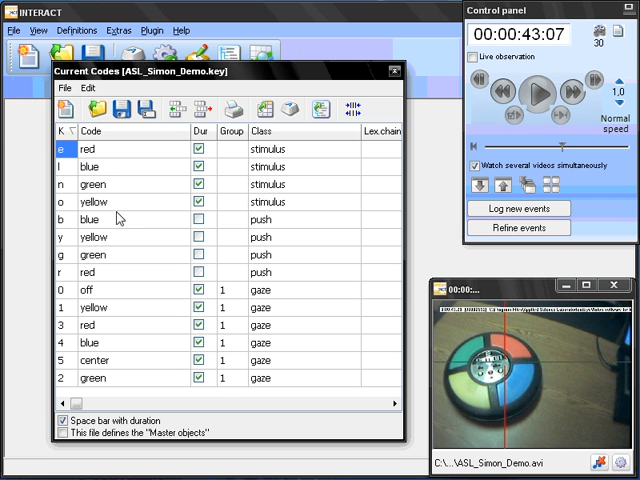 INTERACT
File View Definitions Extras Plugin Help
Current Codes [ASL_Simon_Demo.key]
File Edit
K Code Dur Group Class Lex.chain
e red stimulus
l blue stimulus
n green stimulus
o yellow stimulus
b blue push
y yellow push
g green push
r red push
0 off 1 gaze
1 yellow 1 gaze
3 red 1 gaze
4 blue 1 gaze
5 center 1 gaze
2 green 1 gaze
Space bar with duration
This file defines the "Master objects"
Control panel
00:00:43:07
30
Live observation
1,0
Normal
speed
Watch several videos simultaneously
Log new events
Refine events
00:00:...
C:\...\ASL_Simon_Demo.avi